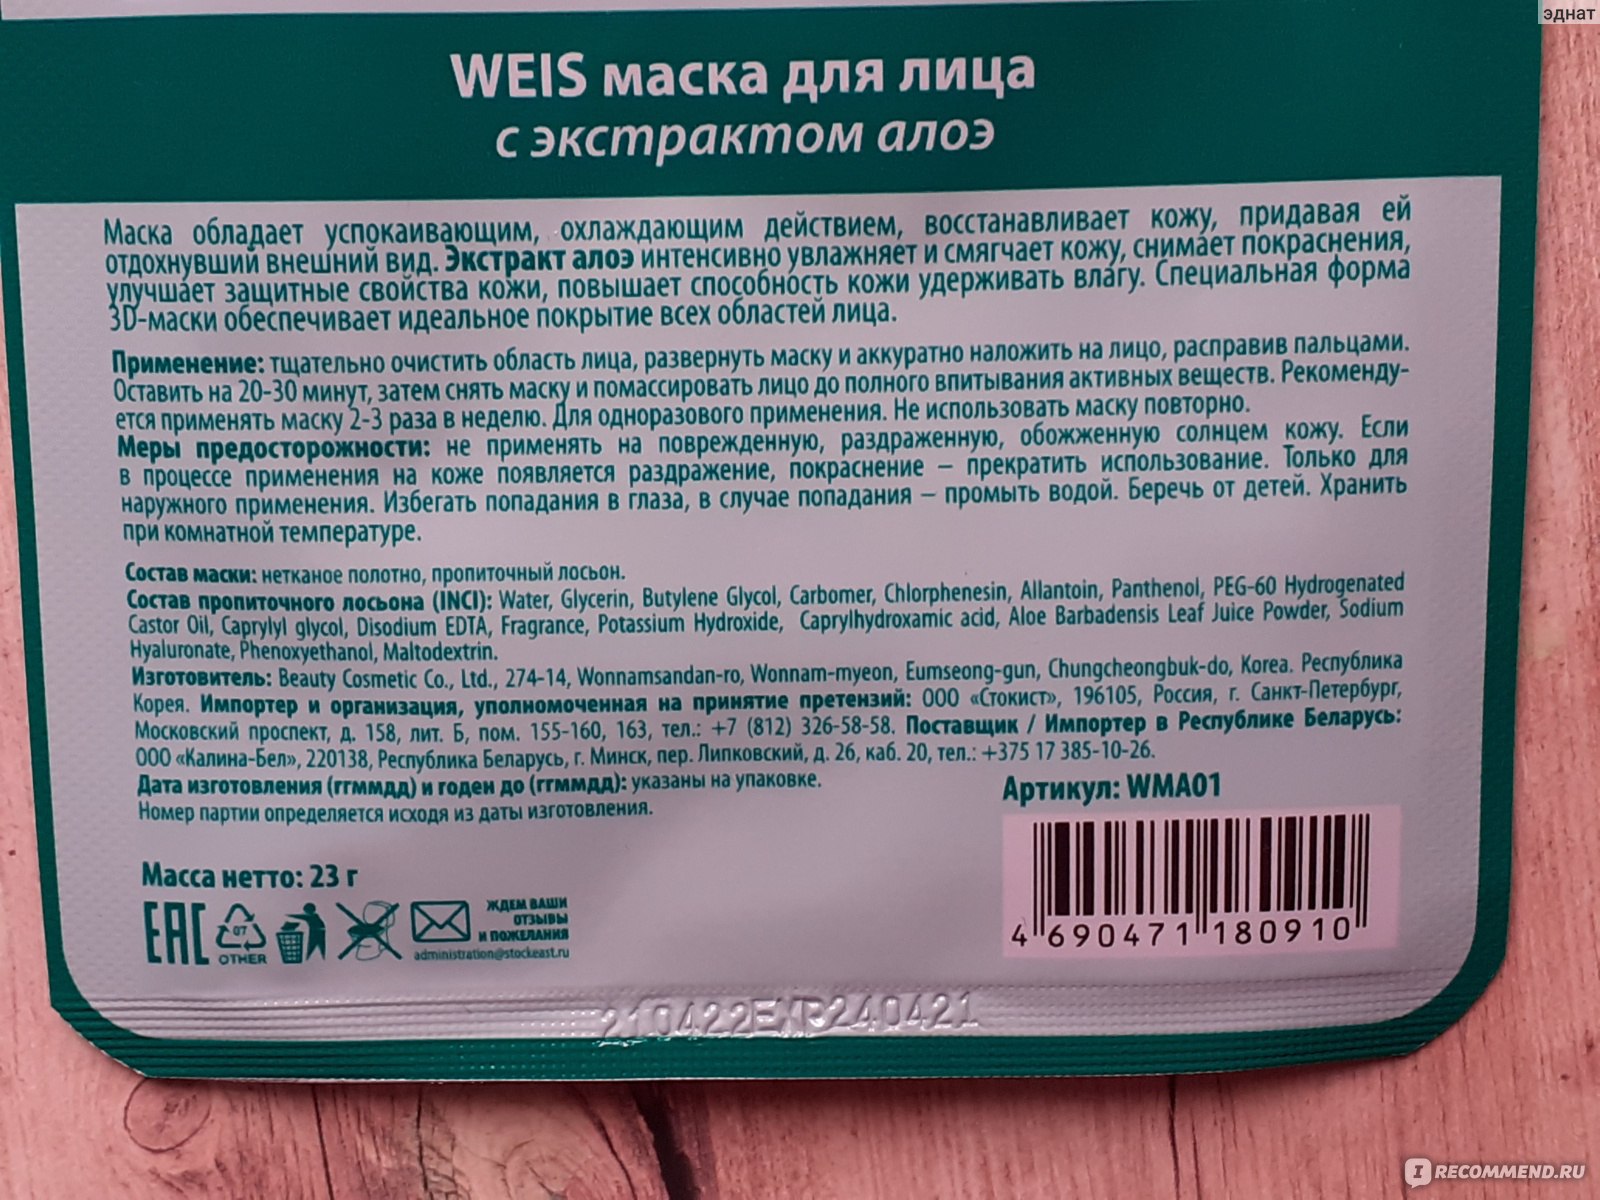 эднат
WEIS маска для лица
с экстрактом алоэ
Маска обладает успокаивающим, охлаждающим действием, восстанавливает кожу, придавая ей
отдохнувший внешний вид. Экстракт алоэ интенсивно увлажняет и смягчает кожу, снимает покраснения,
улучшает защитные свойства кожи, повышает способность кожи удерживать влагу. Специальная форма
3D-маски обеспечивает идеальное покрытие всех областей лица.
Применение: тщательно очистить область лица, развернуть маску и аккуратно наложить на лицо, расправив пальцами.
Оставить на 20-30 минут, затем снять маску и помассировать лицо до полного впитывания активных веществ. Рекоменду-
ется применять маску 2-3 раза в неделю. Для одноразового применения. Не использовать маску повторно.
Меры предосторожности: не применять на поврежденную, раздраженную, обожженную солнцем кожу. Если
в процессе применения на коже появляется раздражение, покраснение – прекратить использование. Только для
наружного применения. Избегать попадания в глаза, в случае попадания – промыть водой. Беречь от детей. Хранить
при комнатной температуре.
Состав маски: нетканое полотно, пропиточный лосьон.
Состав пропиточного лосьона (INCI): Water, Glycerin, Butylene Glycol, Carbomer, Chlorphenesin, Allantoin, Panthenol, PEG-60 Hydrogenated
Castor Oil, Caprylyl glycol, Disodium EDTA, Fragrance, Potassium Hydroxide, Caprylhydroxamic acid, Aloe Barbadensis Leaf Juice Powder, Sodium
Hyaluronate, Phenoxyethanol, Maltodextrin.
Изготовитель: Beauty Cosmetic Co., Ltd., 274-14, Wonnamsandan-ro, Wonnam-myeon, Eumseong-gun, Chungcheongbuk-do, Korea. Республика
Корея. Импортер и организация, уполномоченная на принятие претензий: ООО «Стокист», 196105, Россия, г. Санкт-Петербург,
Московский проспект, д. 158, лит. Б, пом. 155-160, 163, тел.: +7 (812) 326-58-58. Поставщик / Импортер в Республике Беларусь:
ООО «Калина-Бел», 220138, Республика Беларусь, г. Минск, пер. Липковский, д. 26, каб. 20, тел.: +375 17 385-10-26.
Дата изготовления (ггммдд) и годен до (ггммдд): указаны на упаковке.
Номер партии определяется исходя из даты изготовления.
Артикул: WMA01
4 690471 180910
Масса нетто: 23 г
EAC
07
OTHER
ЖДЕМ ВАШИ
ОТЗЫВЫ
И ПОЖЕЛАНИЯ
administration@stockeast.ru
210422EXP240421
IRECOMMEND.RU